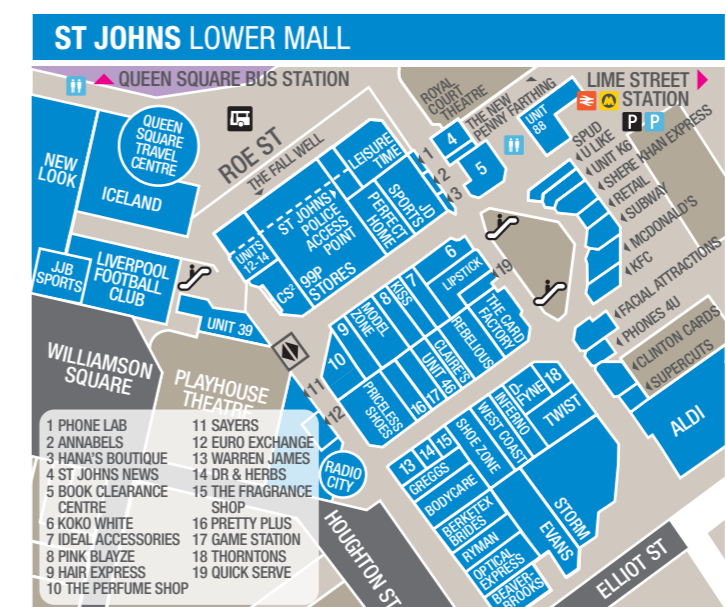 ST JOHNS LOWER MALL
QUEEN SQUARE BUS STATION
LIME STREET
STATION
P P
ROYAL
COURT
THEATRE
THE NEW
PENNY FARTHING
UNIT
88
QUEEN
SQUARE
TRAVEL
CENTRE
ROE ST
THE FALL WELL
NEW
LOOK
ICELAND
LEISURE
TIME
ST JOHNS
POLICE
ACCESS
POINT
JD
SPORTS
PERFECT
HOME
99P
STORES
CS²
UNITS
12-14
1
2
3
4
5
SPUD
U LIKE
UNIT K6
SHERE KHAN EXPRESS
RETAIL
SUBWAY
MCDONALD'S
KFC
FACIAL ATTRACTIONS
PHONES 4U
CLINTON CARDS
SUPERCUTS
ALDI
JJB
SPORTS
LIVERPOOL
FOOTBALL
CLUB
UNIT 39
WILLIAMSON
SQUARE
PLAYHOUSE
THEATRE
6
LIPSTICK
19
7
KISS
8
MODEL
ZONE
9
10
THE CARD
FACTORY
REBELIOUS
CLAIRE'S
UNIT 46
17
16
PRICELESS
SHOES
11
12
RADIO
CITY
D-
FYNE
18
INFERNO
TWIST
WEST COAST
SHOE ZONE
15
14
13
GREGGS
BODYCARE
BERKETEX
BRIDES
RYMAN
OPTICAL
EXPRESS
BEAVER-
BROOKS
STORM
EVANS
HOUGHTON ST
ELLIOT ST
1 PHONE LAB
2 ANNABELS
3 HANA'S BOUTIQUE
4 ST JOHNS NEWS
5 BOOK CLEARANCE
CENTRE
6 KOKO WHITE
7 IDEAL ACCESSORIES
8 PINK BLAYZE
9 HAIR EXPRESS
10 THE PERFUME SHOP
11 SAYERS
12 EURO EXCHANGE
13 WARREN JAMES
14 DR & HERBS
15 THE FRAGRANCE
SHOP
16 PRETTY PLUS
17 GAME STATION
18 THORNTONS
19 QUICK SERVE